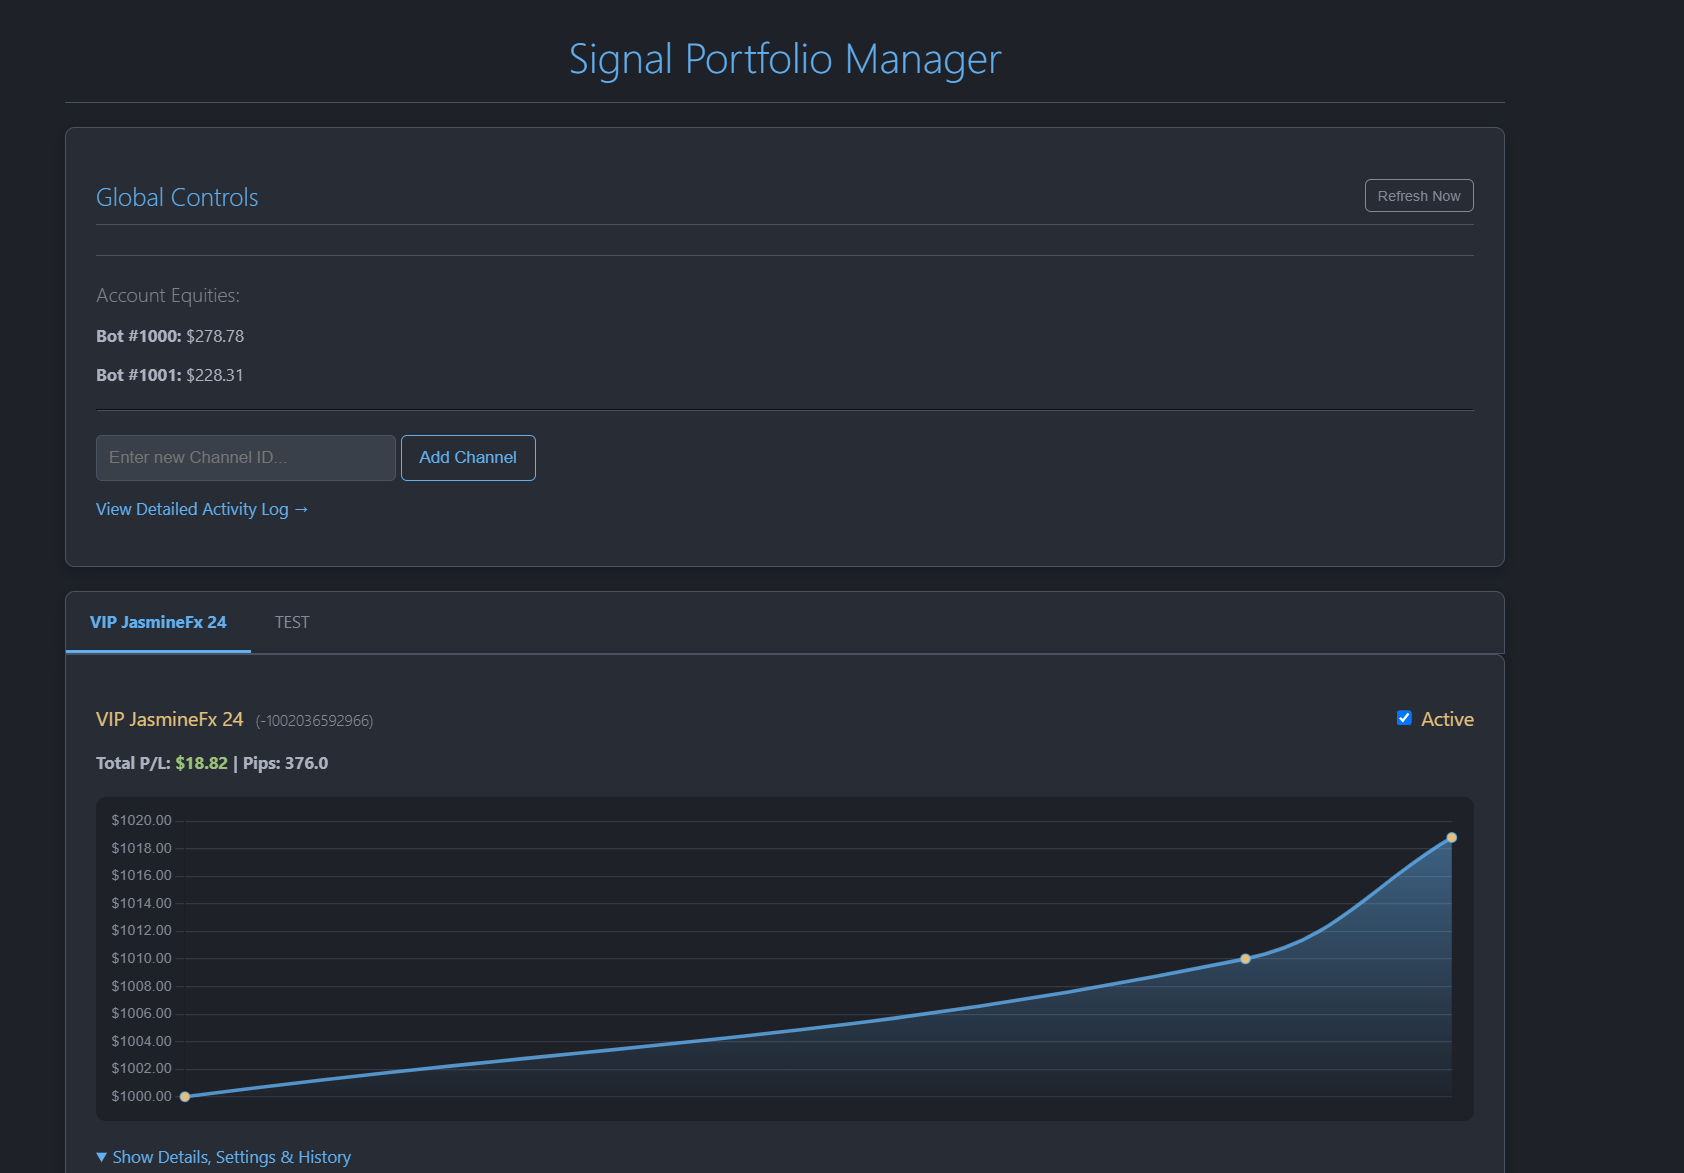 Signal Portfolio Manager
Global Controls
Refresh Now
Account Equities:
Bot #1000: $278.78
Bot #1001: $228.31
Enter new Channel ID...
Add Channel
View Detailed Activity Log →
VIP JasmineFx 24
TEST
VIP JasmineFx 24 (-1002036592966)
Active
Total P/L: $18.82 | Pips: 376.0
$1020.00
$1018.00
$1016.00
$1014.00
$1012.00
$1010.00
$1008.00
$1006.00
$1004.00
$1002.00
$1000.00
▼ Show Details, Settings & History